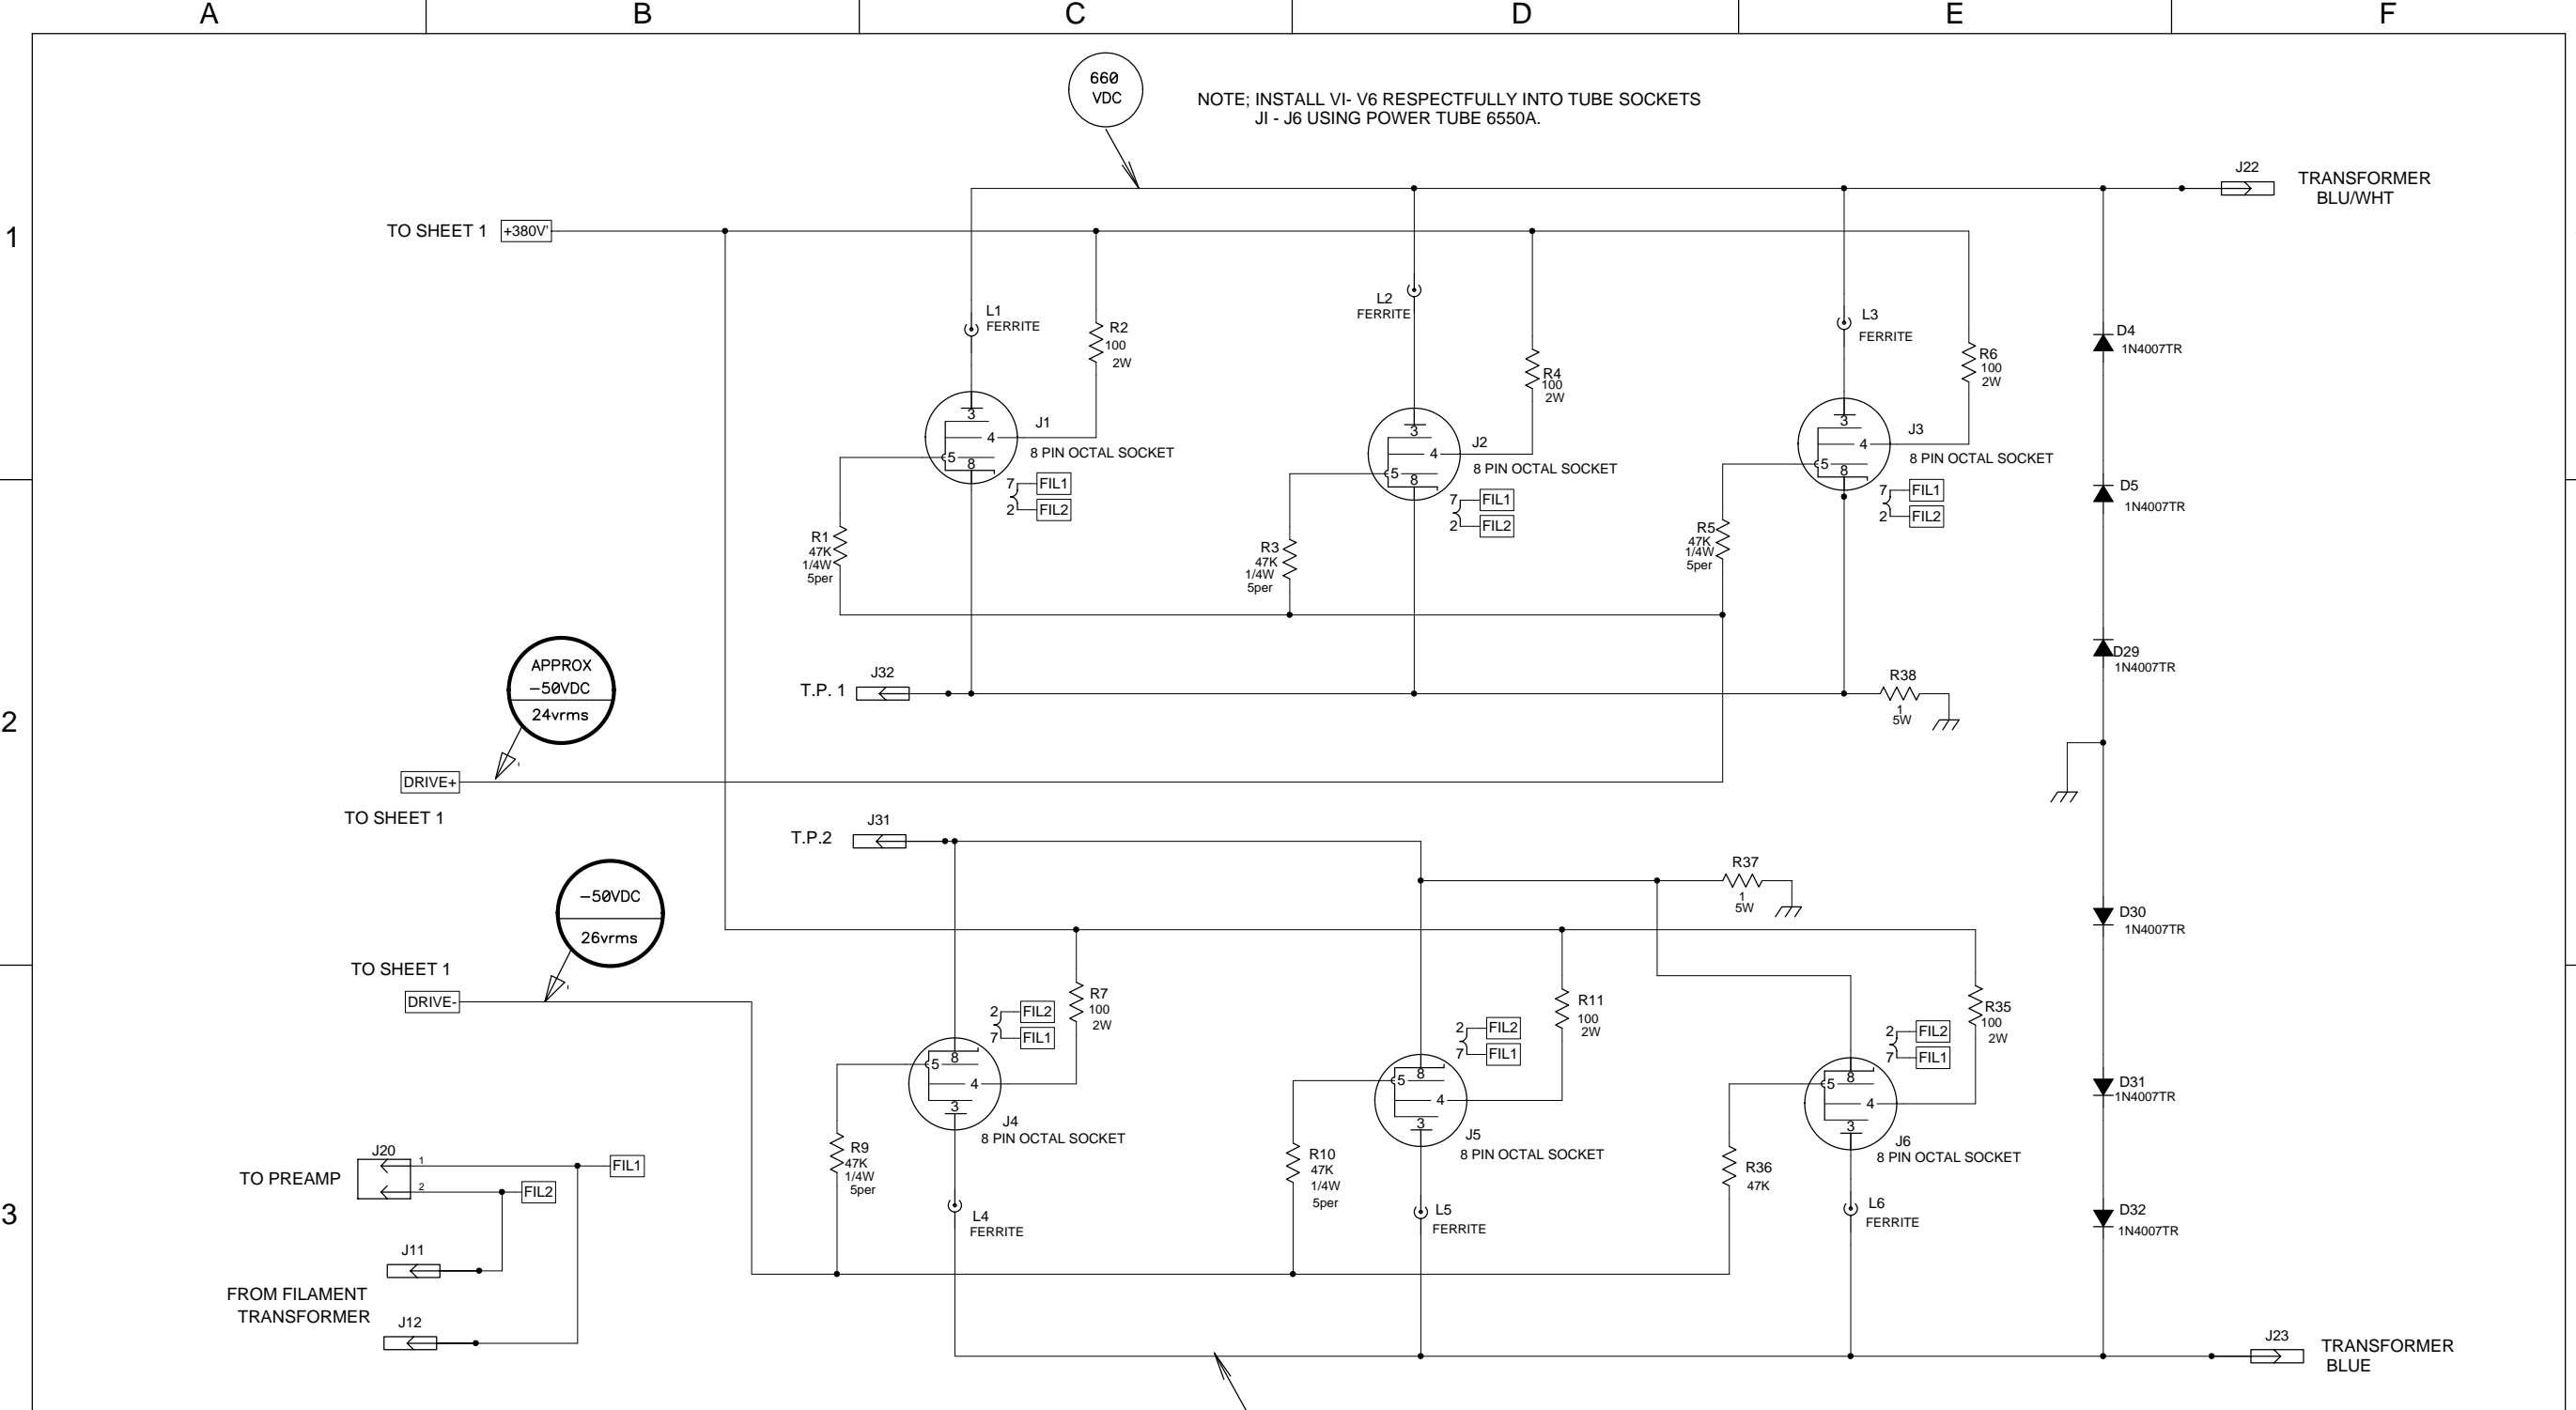 A B C D E F
660
VDC
NOTE; INSTALL VI- V6 RESPECTFULLY INTO TUBE SOCKETS
JI - J6 USING POWER TUBE 6550A.
J22
TRANSFORMER
BLU/WHT
1
TO SHEET 1 +380V'
L1
FERRITE
R2
100
2W
L2
FERRITE
R4
100
2W
L3
FERRITE
R6
100
2W
D4
1N4007TR
3
4
5
8
J1
8 PIN OCTAL SOCKET
7 FIL1
2 FIL2
3
4
5
8
J2
8 PIN OCTAL SOCKET
7 FIL1
2 FIL2
3
4
5
8
J3
8 PIN OCTAL SOCKET
7 FIL1
2 FIL2
D5
1N4007TR
R1
47K
1/4W
5per
R3
47K
1/4W
5per
R5
47K
1/4W
5per
D29
1N4007TR
2
APPROX
-50VDC
24vrms
T.P. 1
J32
R38
1
5W
DRIVE+
TO SHEET 1
T.P.2
J31
R37
1
5W
-50VDC
26vrms
D30
1N4007TR
TO SHEET 1
DRIVE-
R7
100
2W
R11
100
2W
R35
100
2W
2 FIL2
7 FIL1
5
8
4
3
J4
8 PIN OCTAL SOCKET
2 FIL2
7 FIL1
5
8
4
3
J5
8 PIN OCTAL SOCKET
2 FIL2
7 FIL1
5
8
4
3
J6
8 PIN OCTAL SOCKET
D31
1N4007TR
3
TO PREAMP
J20
1
2
FIL1
FIL2
R9
47K
1/4W
5per
L4
FERRITE
R10
47K
1/4W
5per
L5
FERRITE
R36
47K
L6
FERRITE
D32
1N4007TR
J11
FROM FILAMENT
TRANSFORMER
J12
J23
TRANSFORMER
BLUE